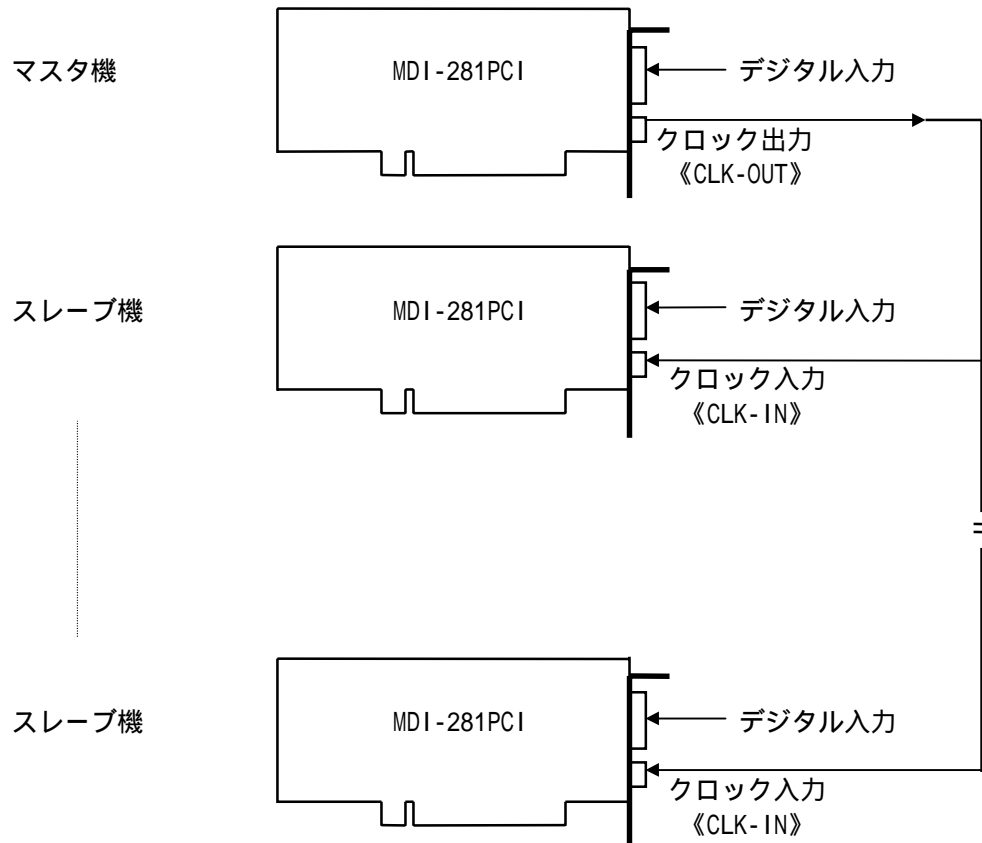 マスタ機
MDI-281PCI
デジタル入力
クロック出力
《CLK-OUT》
スレーブ機
MDI-281PCI
デジタル入力
クロック入力
《CLK-IN》
スレーブ機
MDI-281PCI
デジタル入力
クロック入力
《CLK-IN》